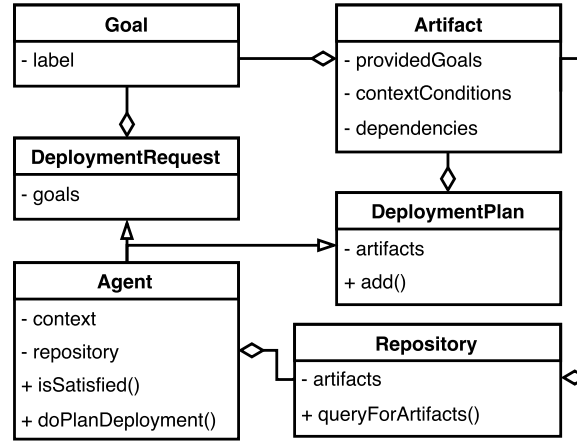 Goal
- label
Artifact
- providedGoals
- contextConditions
- dependencies
DeploymentRequest
- goals
DeploymentPlan
- artifacts
+ add()
Agent
- context
- repository
+ isSatisfied()
+ doPlanDeployment()
Repository
- artifacts
+ queryForArtifacts()